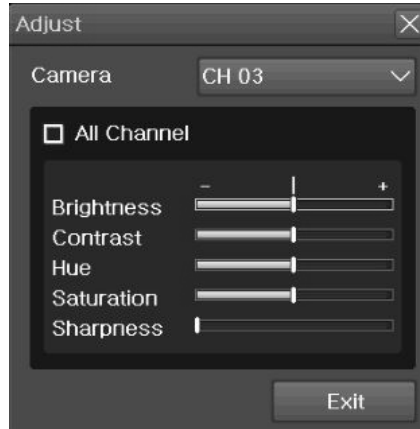 Adjust
Camera CH 03
All Channel
- | +
Brightness
Contrast
Hue
Saturation
Sharpness
Exit